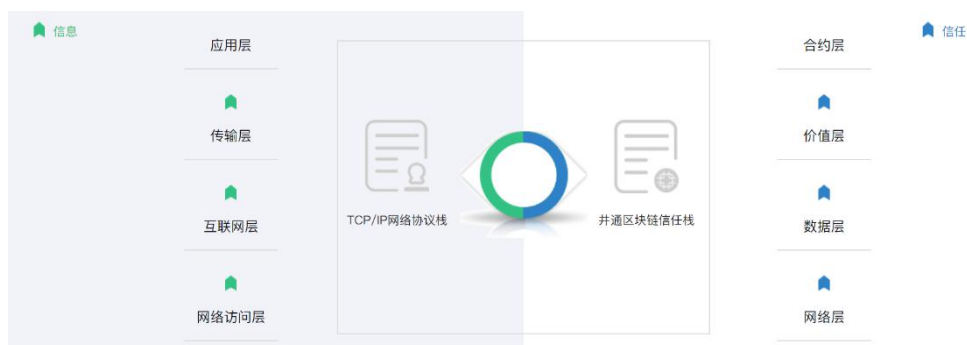 信息
应用层
传输层
互联网层
网络访问层
TCP/IP网络协议栈
井通区块链信任栈
合约层
价值层
数据层
网络层
信任